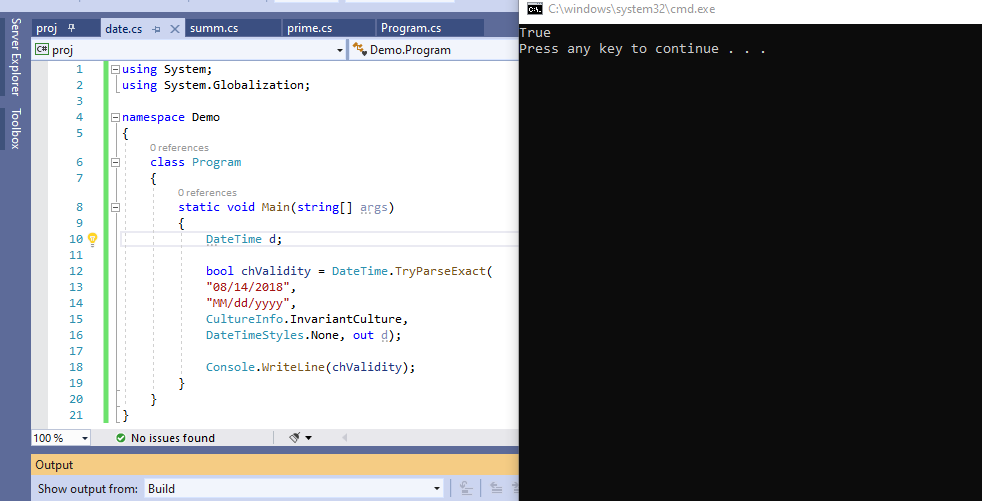 Server Explorer
Toolbox
proj
date.cs
summ.cs
prime.cs
Program.cs
C# proj
Demo.Program
1 using System;
2 using System.Globalization;
3
4 namespace Demo
5 {
0 references
6 class Program
7 {
0 references
8 static void Main(string[] args)
9 {
10 DateTime d;
11
12 bool chValidity = DateTime.TryParseExact(
13 "08/14/2018",
14 "MM/dd/yyyy",
15 CultureInfo.InvariantCulture,
16 DateTimeStyles.None, out d);
17
18 Console.WriteLine(chValidity);
19 }
20 }
21 }
100 %
No issues found
Output
Show output from: Build
C:\windows\system32\cmd.exe
True
Press any key to continue . . .